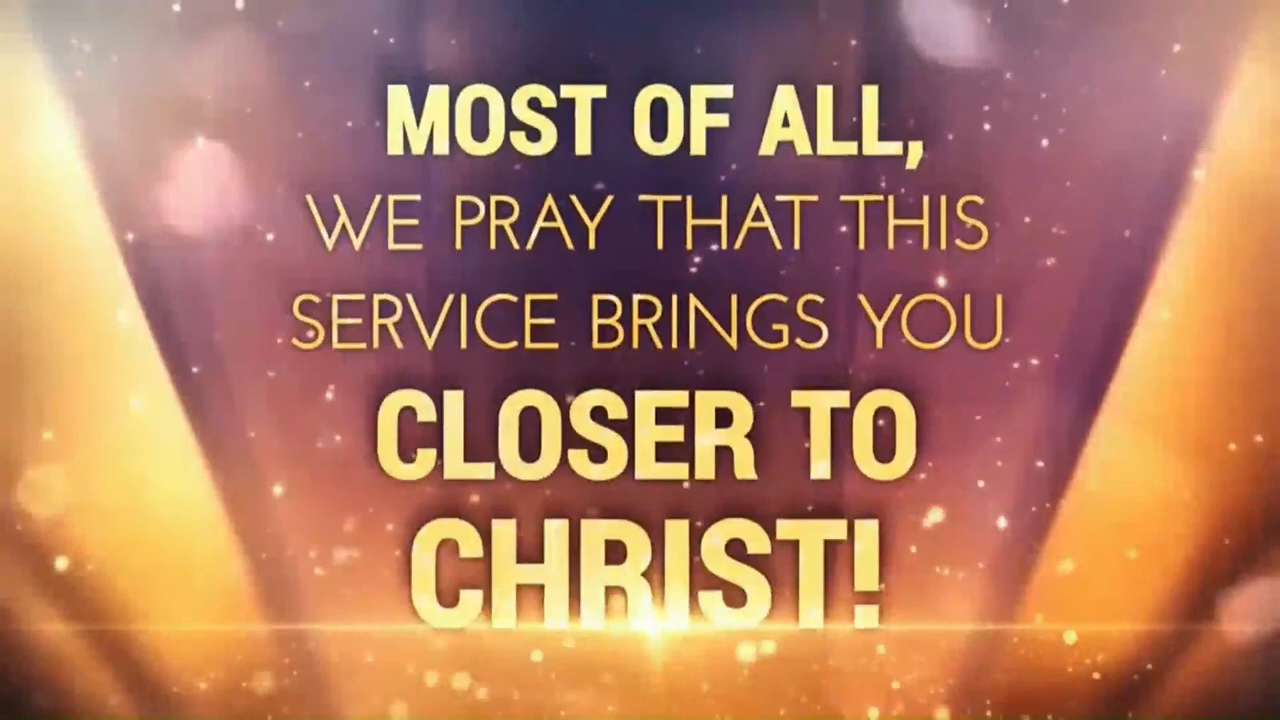 MOST OF ALL,
WE PRAY THAT THIS
SERVICE BRINGS YOU
CLOSER TO
CHRIST!